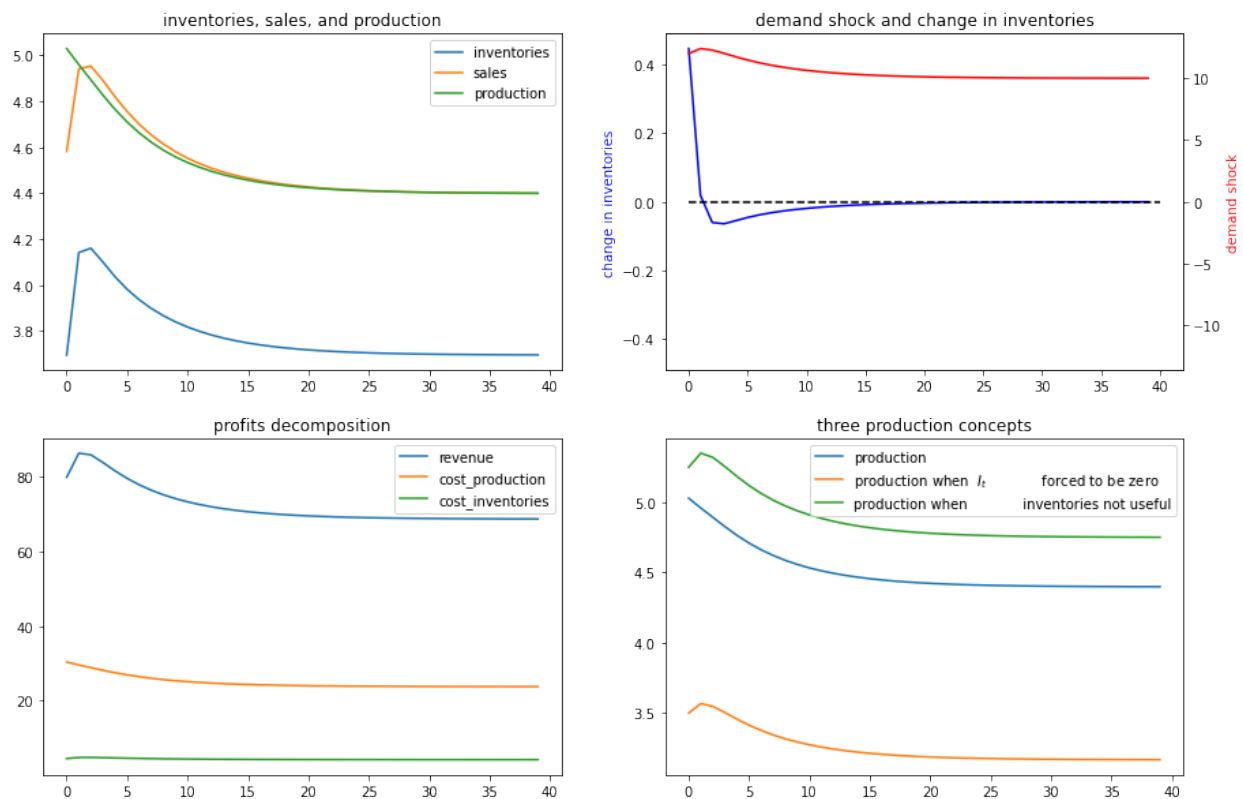 inventories, sales, and production
5.0
4.8
4.6
4.4
4.2
4.0
3.8
0 5 10 15 20 25 30 35 40
inventories
sales
production
demand shock and change in inventories
change in inventories
0.4
0.2
0.0
−0.2
−0.4
0 5 10 15 20 25 30 35 40
10
5
0
−5
−10
demand shock
profits decomposition
80
60
40
20
0 5 10 15 20 25 30 35 40
revenue
cost_production
cost_inventories
three production concepts
5.0
4.5
4.0
3.5
0 5 10 15 20 25 30 35 40
production
production when I_t forced to be zero
production when inventories not useful